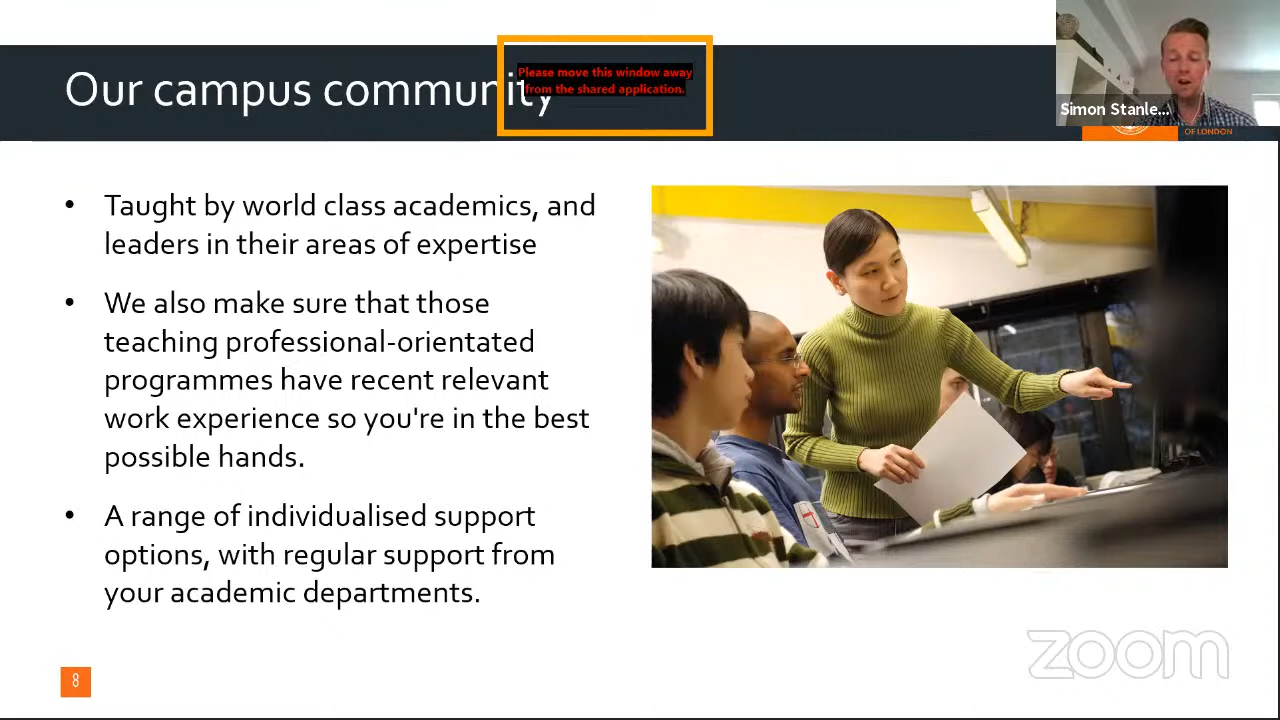 Our campus community
Please move this window away
from the shared application.
Simon Stanle...
OF LONDON
• Taught by world class academics, and
leaders in their areas of expertise
• We also make sure that those
teaching professional-orientated
programmes have recent relevant
work experience so you're in the best
possible hands.
• A range of individualised support
options, with regular support from
your academic departments.
8
zoom